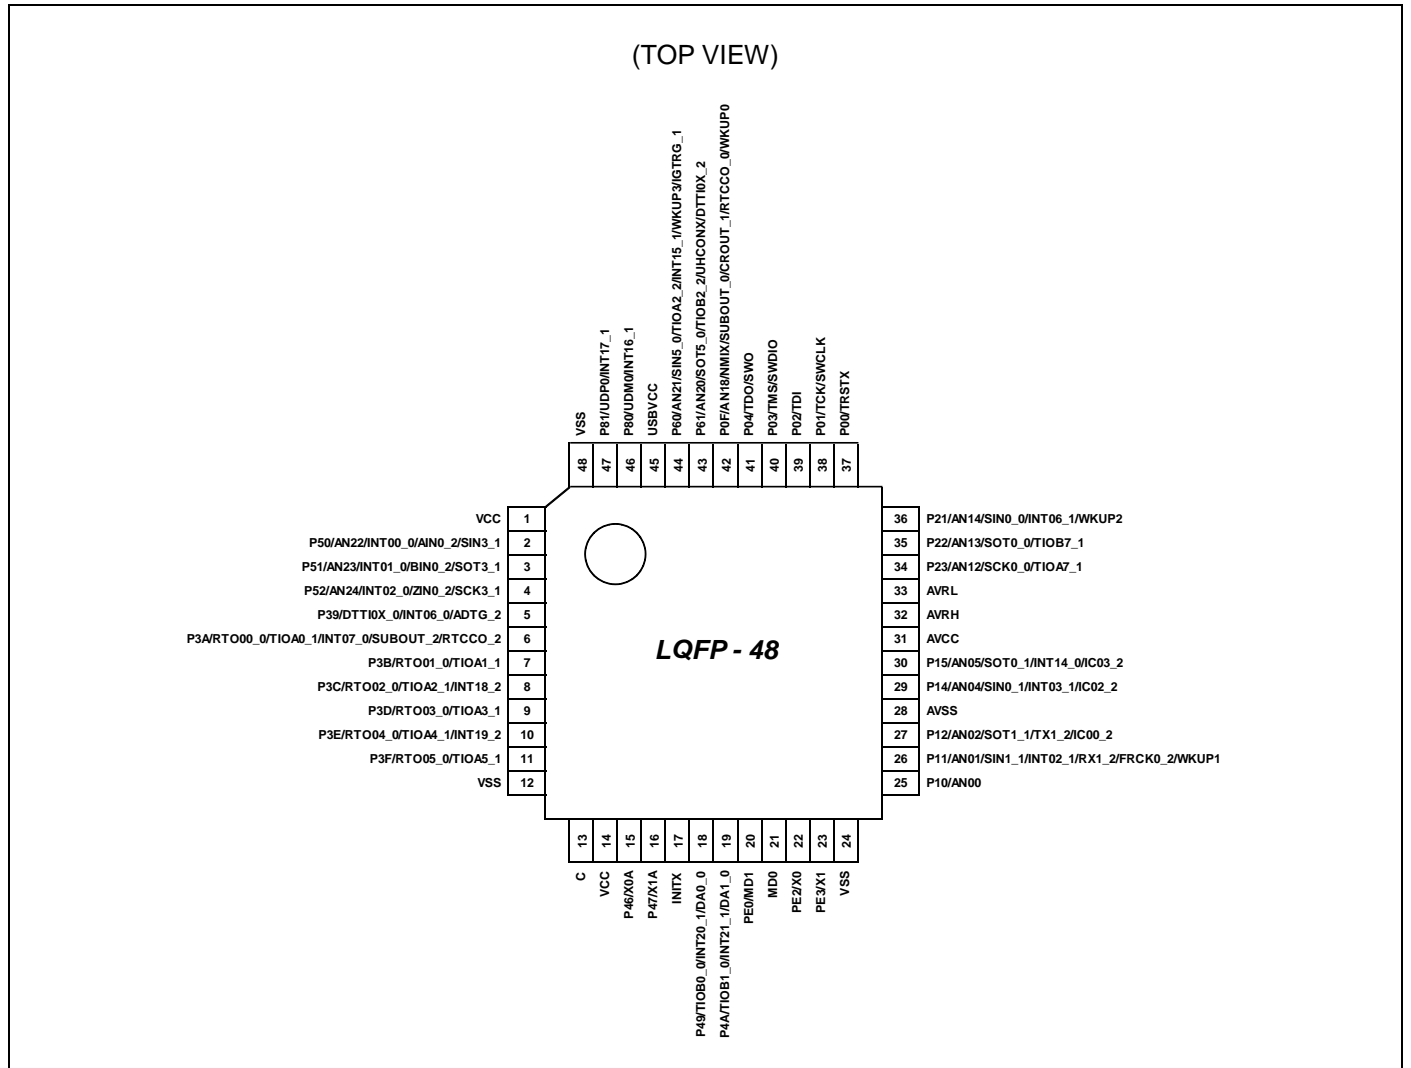 (TOP VIEW)
VSS
P81/UDP0/INT17_1
P80/UDM0/INT16_1
USBVCC
P60/AN21/SIN5_0/TIOA2_2/INT15_1/WKUP3/IGTRG_1
P61/AN20/SOT5_0/TIOB2_2/UHCONX/DTTI0X_2
P0F/AN18/NMIX/SUBOUT_0/CROUT_1/RTCCO_0/WKUP0
P04/TDO/SWO
P03/TMS/SWDIO
P02/TDI
P01/TCK/SWCLK
P00/TRSTX
48
47
46
45
44
43
42
41
40
39
38
37
VCC 1
P50/AN22/INT00_0/AIN0_2/SIN3_1 2
P51/AN23/INT01_0/BIN0_2/SOT3_1 3
P52/AN24/INT02_0/ZIN0_2/SCK3_1 4
P39/DTTI0X_0/INT06_0/ADTG_2 5
P3A/RTO00_0/TIOA0_1/INT07_0/SUBOUT_2/RTCCO_2 6
P3B/RTO01_0/TIOA1_1 7
P3C/RTO02_0/TIOA2_1/INT18_2 8
P3D/RTO03_0/TIOA3_1 9
P3E/RTO04_0/TIOA4_1/INT19_2 10
P3F/RTO05_0/TIOA5_1 11
VSS 12
LQFP - 48
36 P21/AN14/SIN0_0/INT06_1/WKUP2
35 P22/AN13/SOT0_0/TIOB7_1
34 P23/AN12/SCK0_0/TIOA7_1
33 AVRL
32 AVRH
31 AVCC
30 P15/AN05/SOT0_1/INT14_0/IC03_2
29 P14/AN04/SIN0_1/INT03_1/IC02_2
28 AVSS
27 P12/AN02/SOT1_1/TX1_2/IC00_2
26 P11/AN01/SIN1_1/INT02_1/RX1_2/FRCK0_2/WKUP1
25 P10/AN00
13
14
15
16
17
18
19
20
21
22
23
24
C
VCC
P46/X0A
P47/X1A
INITX
P49/TIOB0_0/INT20_1/DA0_0
P4A/TIOB1_0/INT21_1/DA1_0
PE0/MD1
MD0
PE2/X0
PE3/X1
VSS